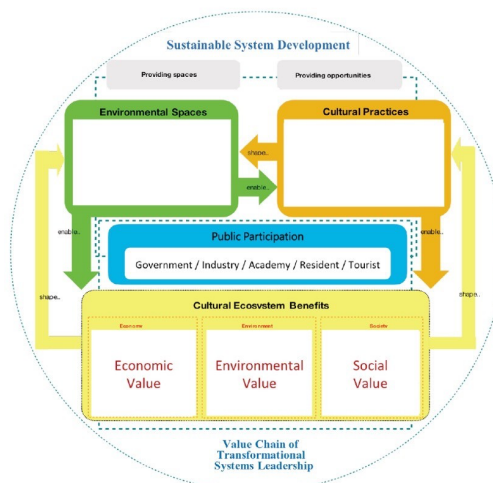 Sustainable System Development
Providing spaces
Providing opportunities
Environmental Spaces
Cultural Practices
shape..
enable..
enable..
enable..
Public Participation
Government / Industry / Academy / Resident / Tourist
shape..
shape..
Cultural Ecosystem Benefits
Economy
Environment
Society
Economic
Value
Environmental
Value
Social
Value
Value Chain of
Transformational
Systems Leadership